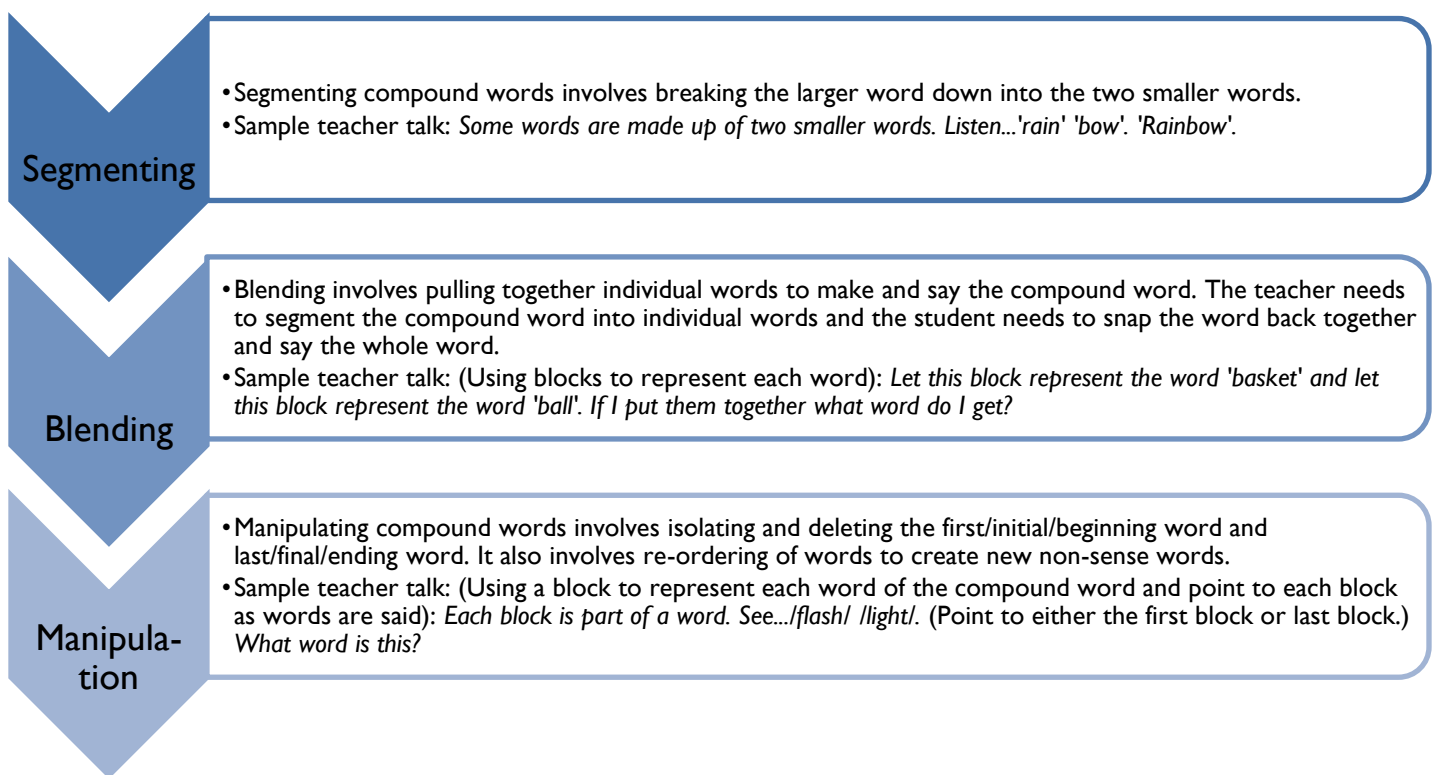 Segmenting
•Segmenting compound words involves breaking the larger word down into the two smaller words.
•Sample teacher talk: Some words are made up of two smaller words. Listen...'rain' 'bow'. 'Rainbow'.
Blending
•Blending involves pulling together individual words to make and say the compound word. The teacher needs
to segment the compound word into individual words and the student needs to snap the word back together
and say the whole word.
•Sample teacher talk: (Using blocks to represent each word): Let this block represent the word 'basket' and let
this block represent the word 'ball'. If I put them together what word do I get?
Manipula-
tion
•Manipulating compound words involves isolating and deleting the first/initial/beginning word and
last/final/ending word. It also involves re-ordering of words to create new non-sense words.
•Sample teacher talk: (Using a block to represent each word of the compound word and point to each block
as words are said): Each block is part of a word. See.../flash/ /light/. (Point to either the first block or last block.)
What word is this?